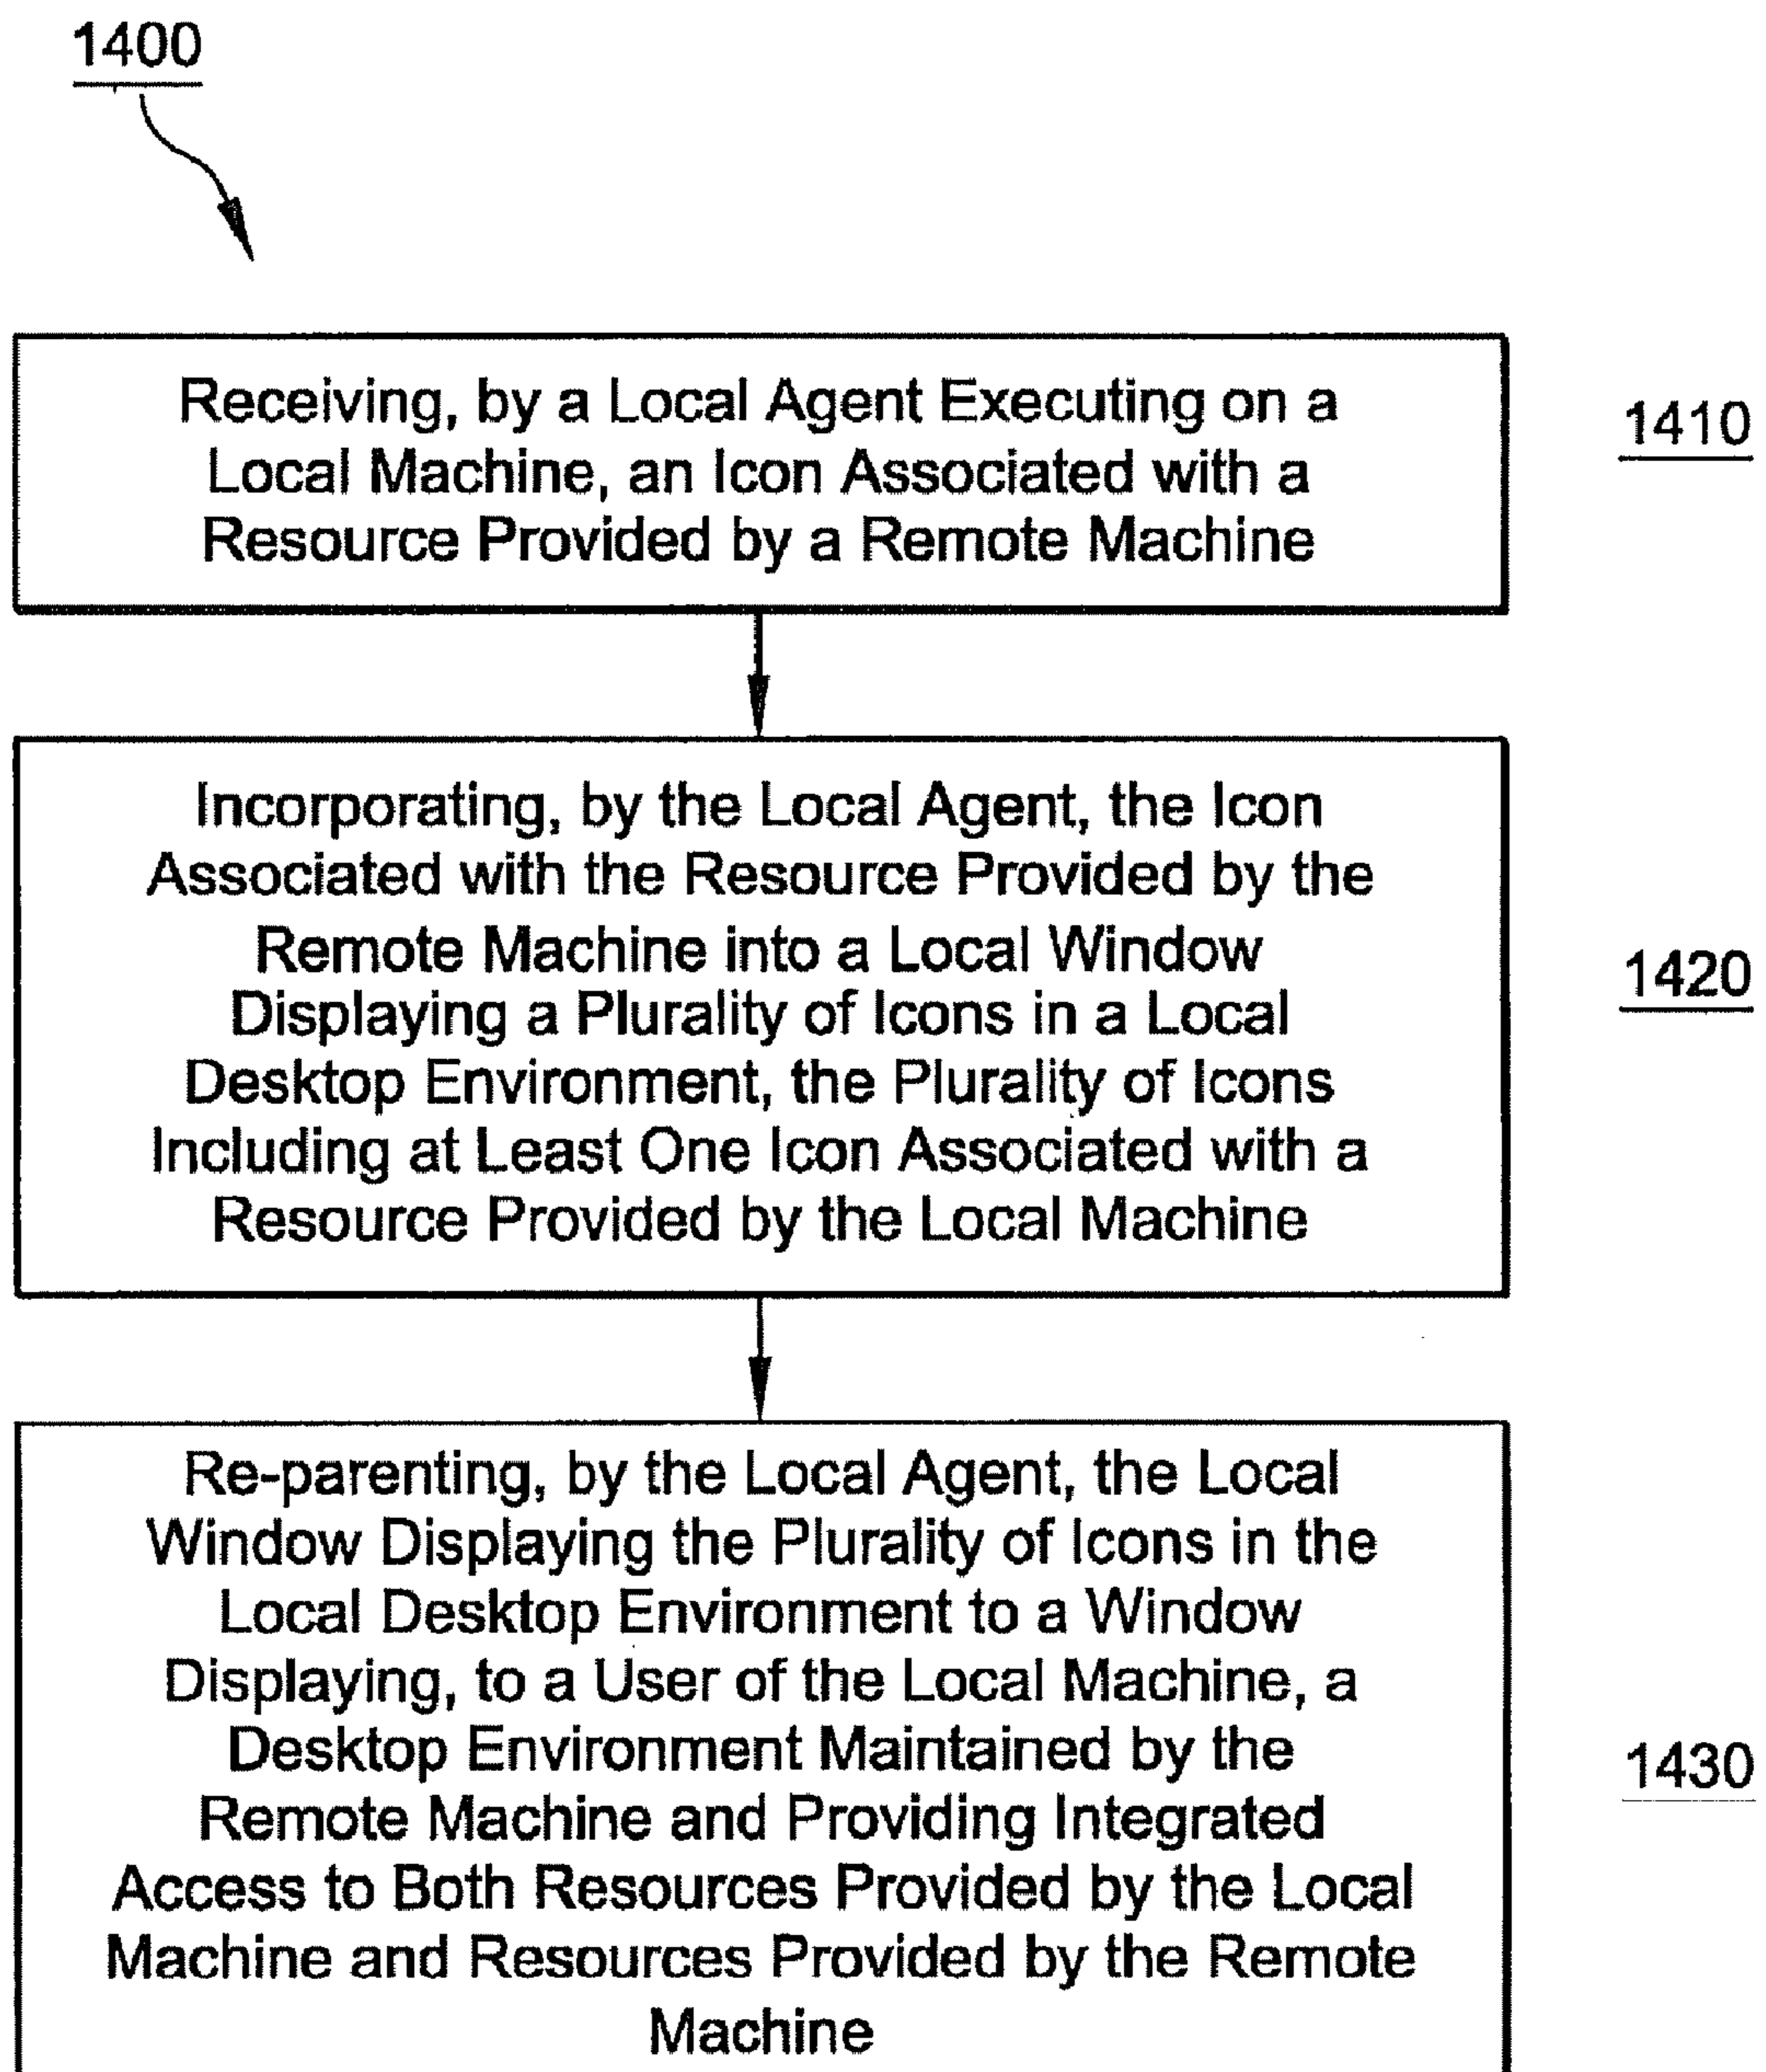 1400
Receiving, by a Local Agent Executing on a
Local Machine, an Icon Associated with a
Resource Provided by a Remote Machine
1410
Incorporating, by the Local Agent, the Icon
Associated with the Resource Provided by the
Remote Machine into a Local Window
Displaying a Plurality of Icons in a Local
Desktop Environment, the Plurality of Icons
Including at Least One Icon Associated with a
Resource Provided by the Local Machine
1420
Re-parenting, by the Local Agent, the Local
Window Displaying the Plurality of Icons in the
Local Desktop Environment to a Window
Displaying, to a User of the Local Machine, a
Desktop Environment Maintained by the
Remote Machine and Providing Integrated
Access to Both Resources Provided by the Local
Machine and Resources Provided by the Remote
Machine
1430